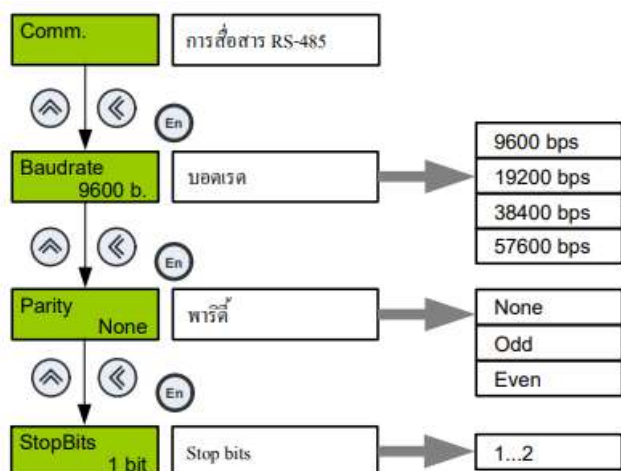 Comm.
การสื่อสาร RS-485
En
Baudrate
9600 b.
บอดเรต
9600 bps
19200 bps
38400 bps
57600 bps
En
Parity
None
พาริตี้
None
Odd
Even
En
StopBits
1 bit
Stop bits
1...2